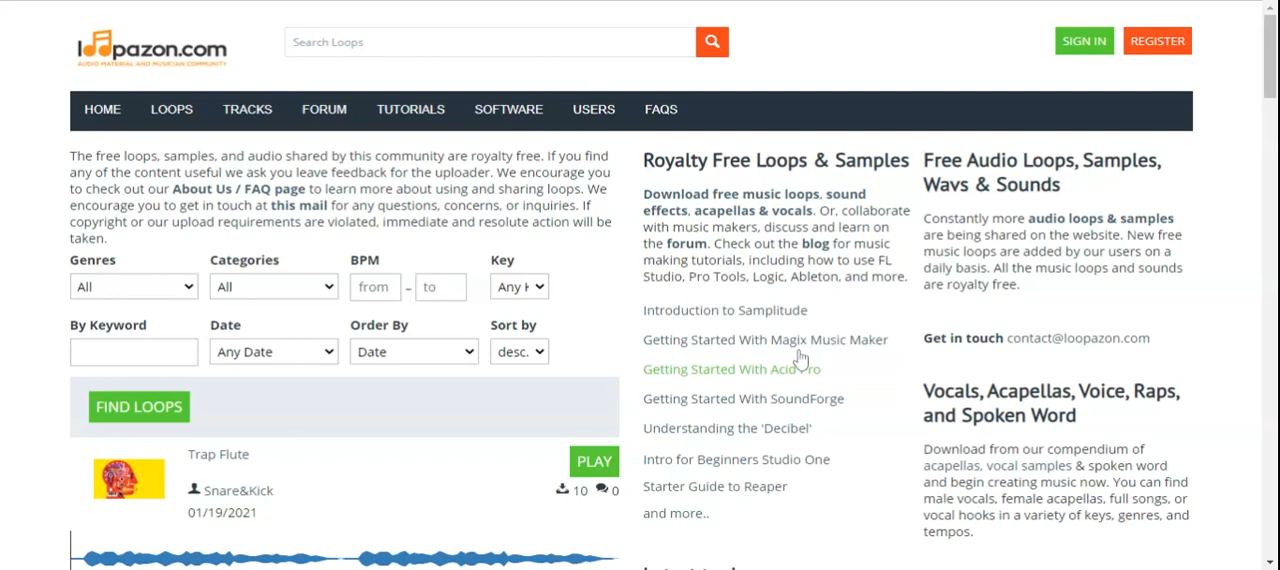 loopazon.com
AUDIO MATERIAL AND MUSICIAN COMMUNITY
Search Loops
SIGN IN
REGISTER
HOME
LOOPS
TRACKS
FORUM
TUTORIALS
SOFTWARE
USERS
FAQS
The free loops, samples, and audio shared by this community are royalty free. If you find
any of the content useful we ask you leave feedback for the uploader. We encourage you
to check out our About Us / FAQ page to learn more about using and sharing loops. We
encourage you to get in touch at this mail for any questions, concerns, or inquiries. If
copyright or our upload requirements are violated, immediate and resolute action will be
taken.
Genres
Categories
BPM
Key
All
All
from
–
to
Any
By Keyword
Date
Order By
Sort by
Any Date
Date
desc.
FIND LOOPS
Trap Flute
PLAY
Snare&Kick
10
0
01/19/2021
Royalty Free Loops & Samples
Download free music loops, sound
effects, acapellas & vocals. Or, collaborate
with music makers, discuss and learn on
the forum. Check out the blog for music
making tutorials, including how to use FL
Studio, Pro Tools, Logic, Ableton, and more.
Introduction to Samplitude
Getting Started With Magix Music Maker
Getting Started With Acid Pro
Getting Started With SoundForge
Understanding the 'Decibel'
Intro for Beginners Studio One
Starter Guide to Reaper
and more..
Free Audio Loops, Samples,
Wavs & Sounds
Constantly more audio loops & samples
are being shared on the website. New free
music loops are added by our users on a
daily basis. All the music loops and sounds
are royalty free.
Get in touch contact@loopazon.com
Vocals, Acapellas, Voice, Raps,
and Spoken Word
Download from our compendium of
acapellas, vocal samples & spoken word
and begin creating music now. You can find
male vocals, female acapellas, full songs, or
vocal hooks in a variety of keys, genres, and
tempos.